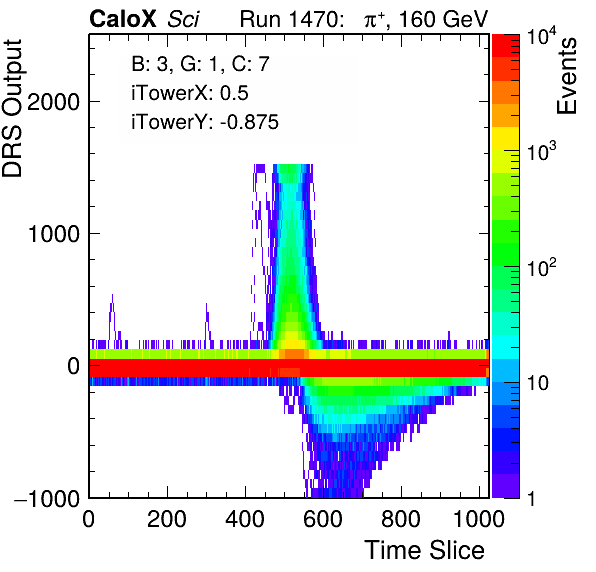 CaloX Sci Run 1470: π⁺, 160 GeV
B: 3, G: 1, C: 7
iTowerX: 0.5
iTowerY: -0.875
DRS Output
2000
1000
0
−1000
0 200 400 600 800 1000
Time Slice
Events
10⁴
10³
10²
10
1